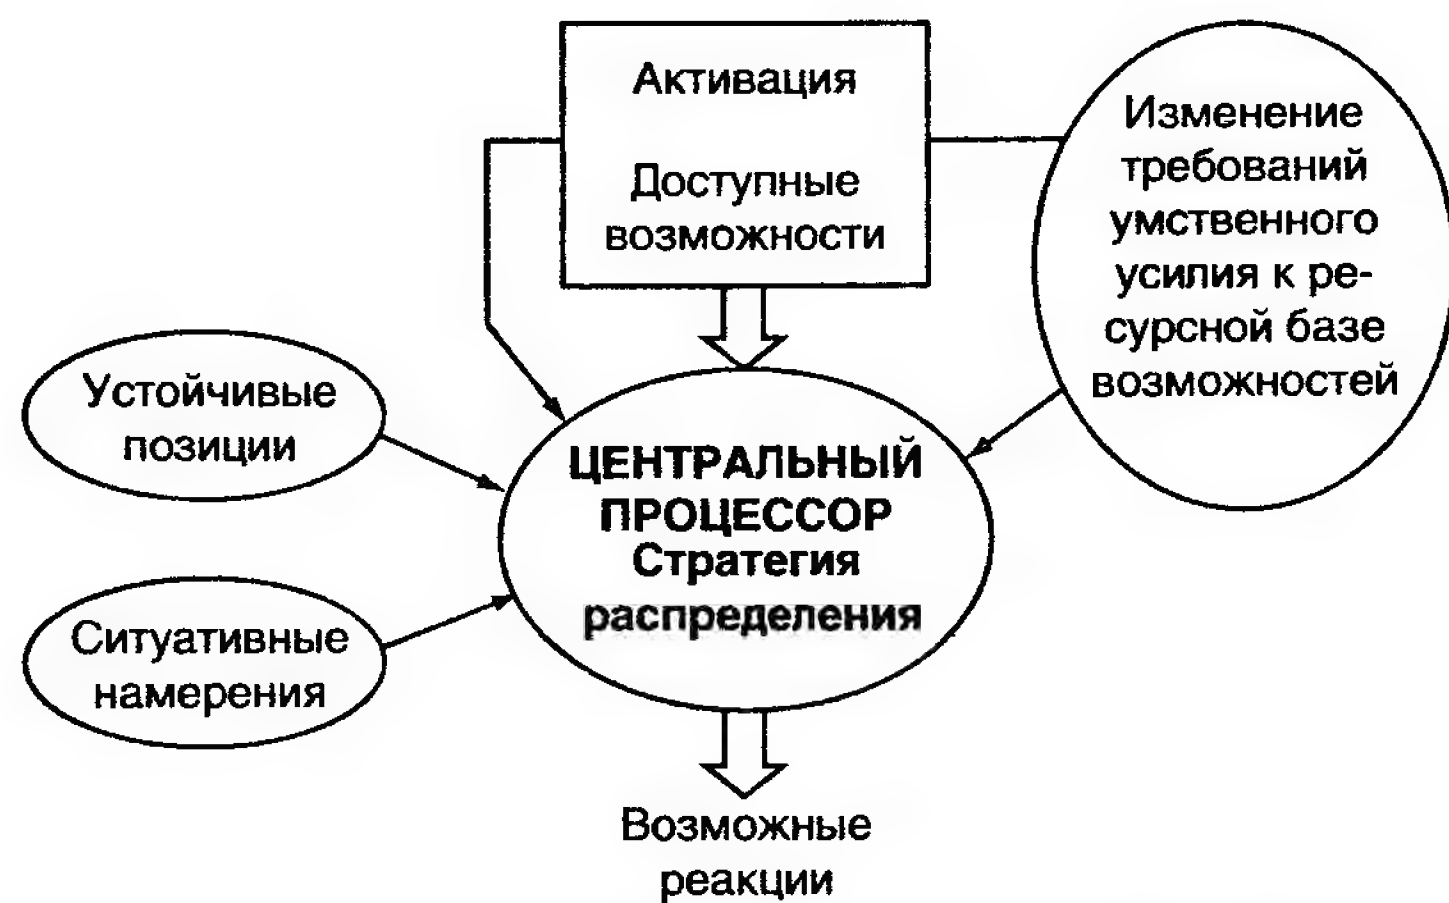 Активация
Доступные
возможности
Изменение
требований
умственного
усилия к ре-
сурсной базе
возможностей
Устойчивые
позиции
ЦЕНТРАЛЬНЫЙ
ПРОЦЕССОР
Стратегия
распределения
Ситуативные
намерения
Возможные
реакции